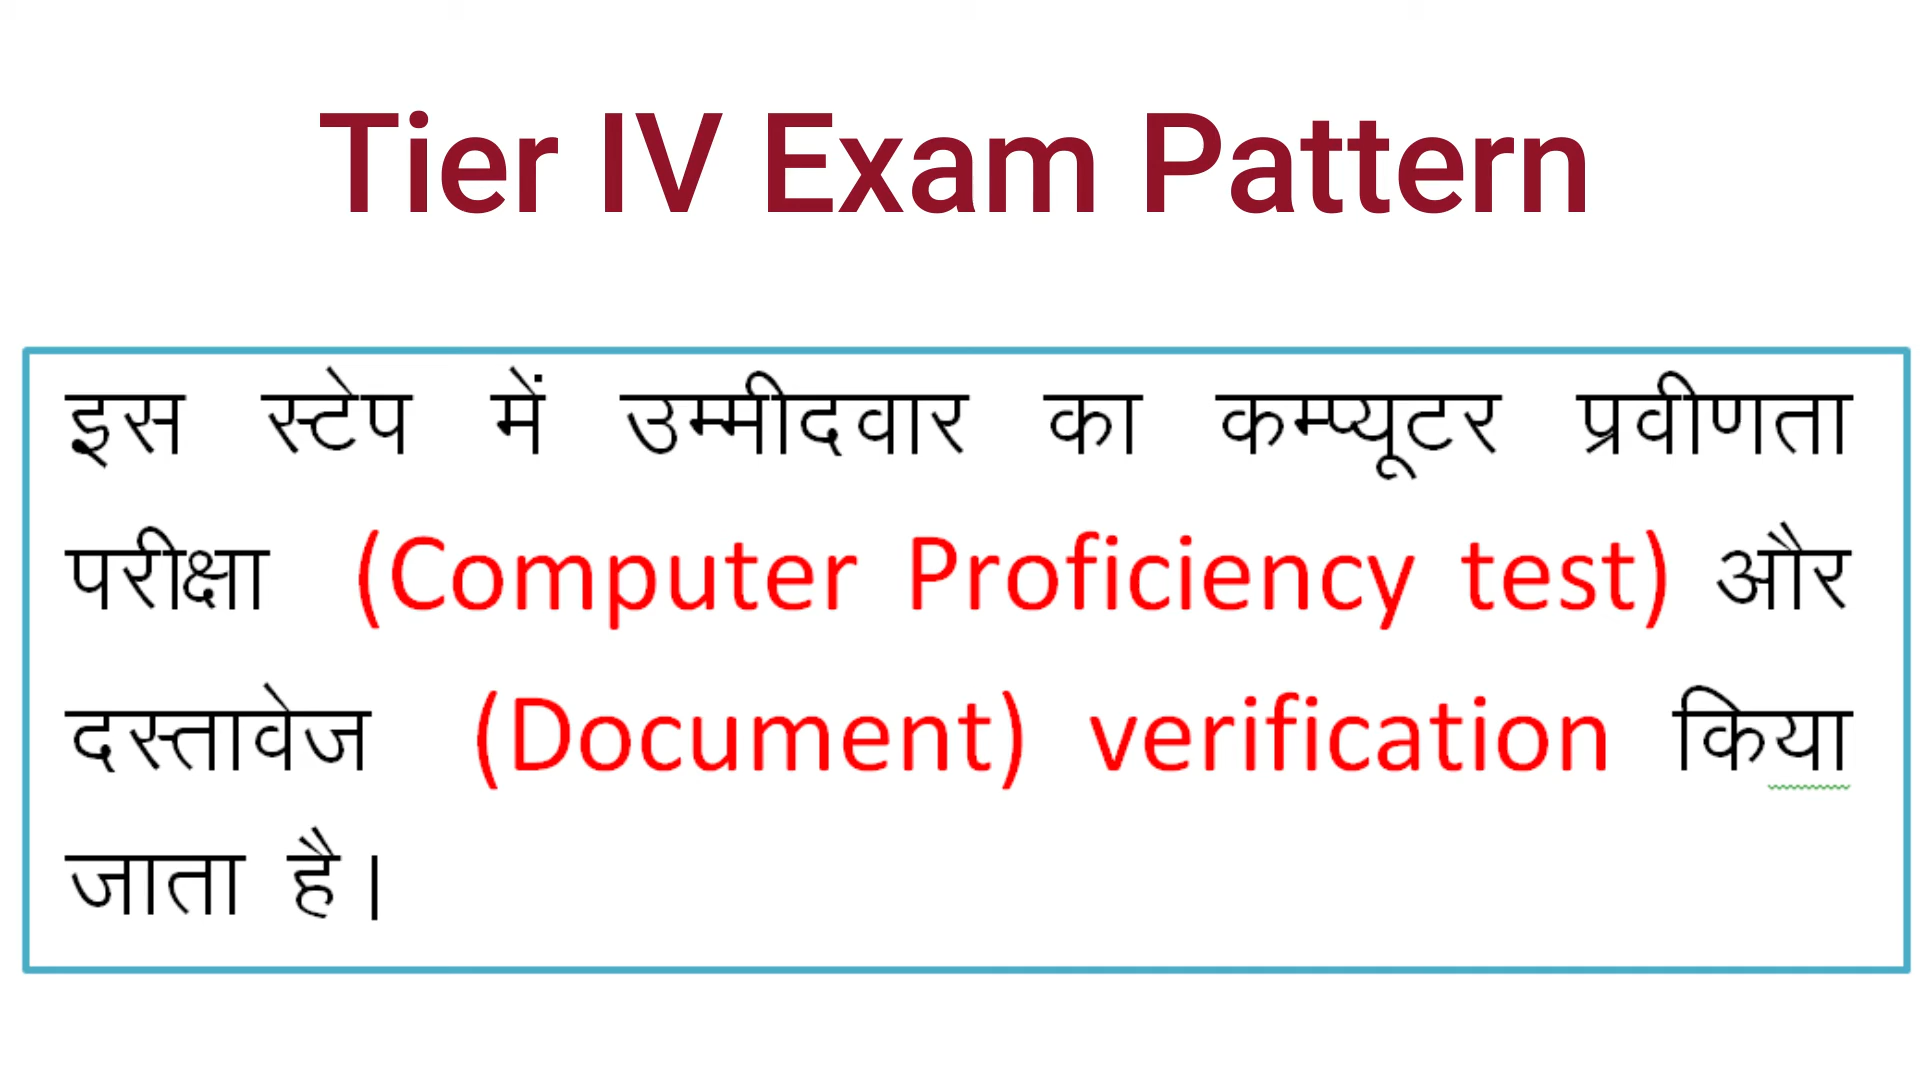 Tier IV Exam Pattern
इस स्टेप में उम्मीदवार का कम्प्यूटर प्रवीणता
परीक्षा (Computer Proficiency test) और
दस्तावेज (Document) verification किया
जाता है।